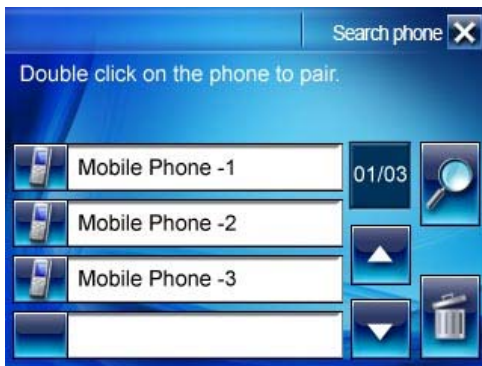 Search phone
Double click on the phone to pair.
Mobile Phone -1
01/03
Mobile Phone -2
Mobile Phone -3